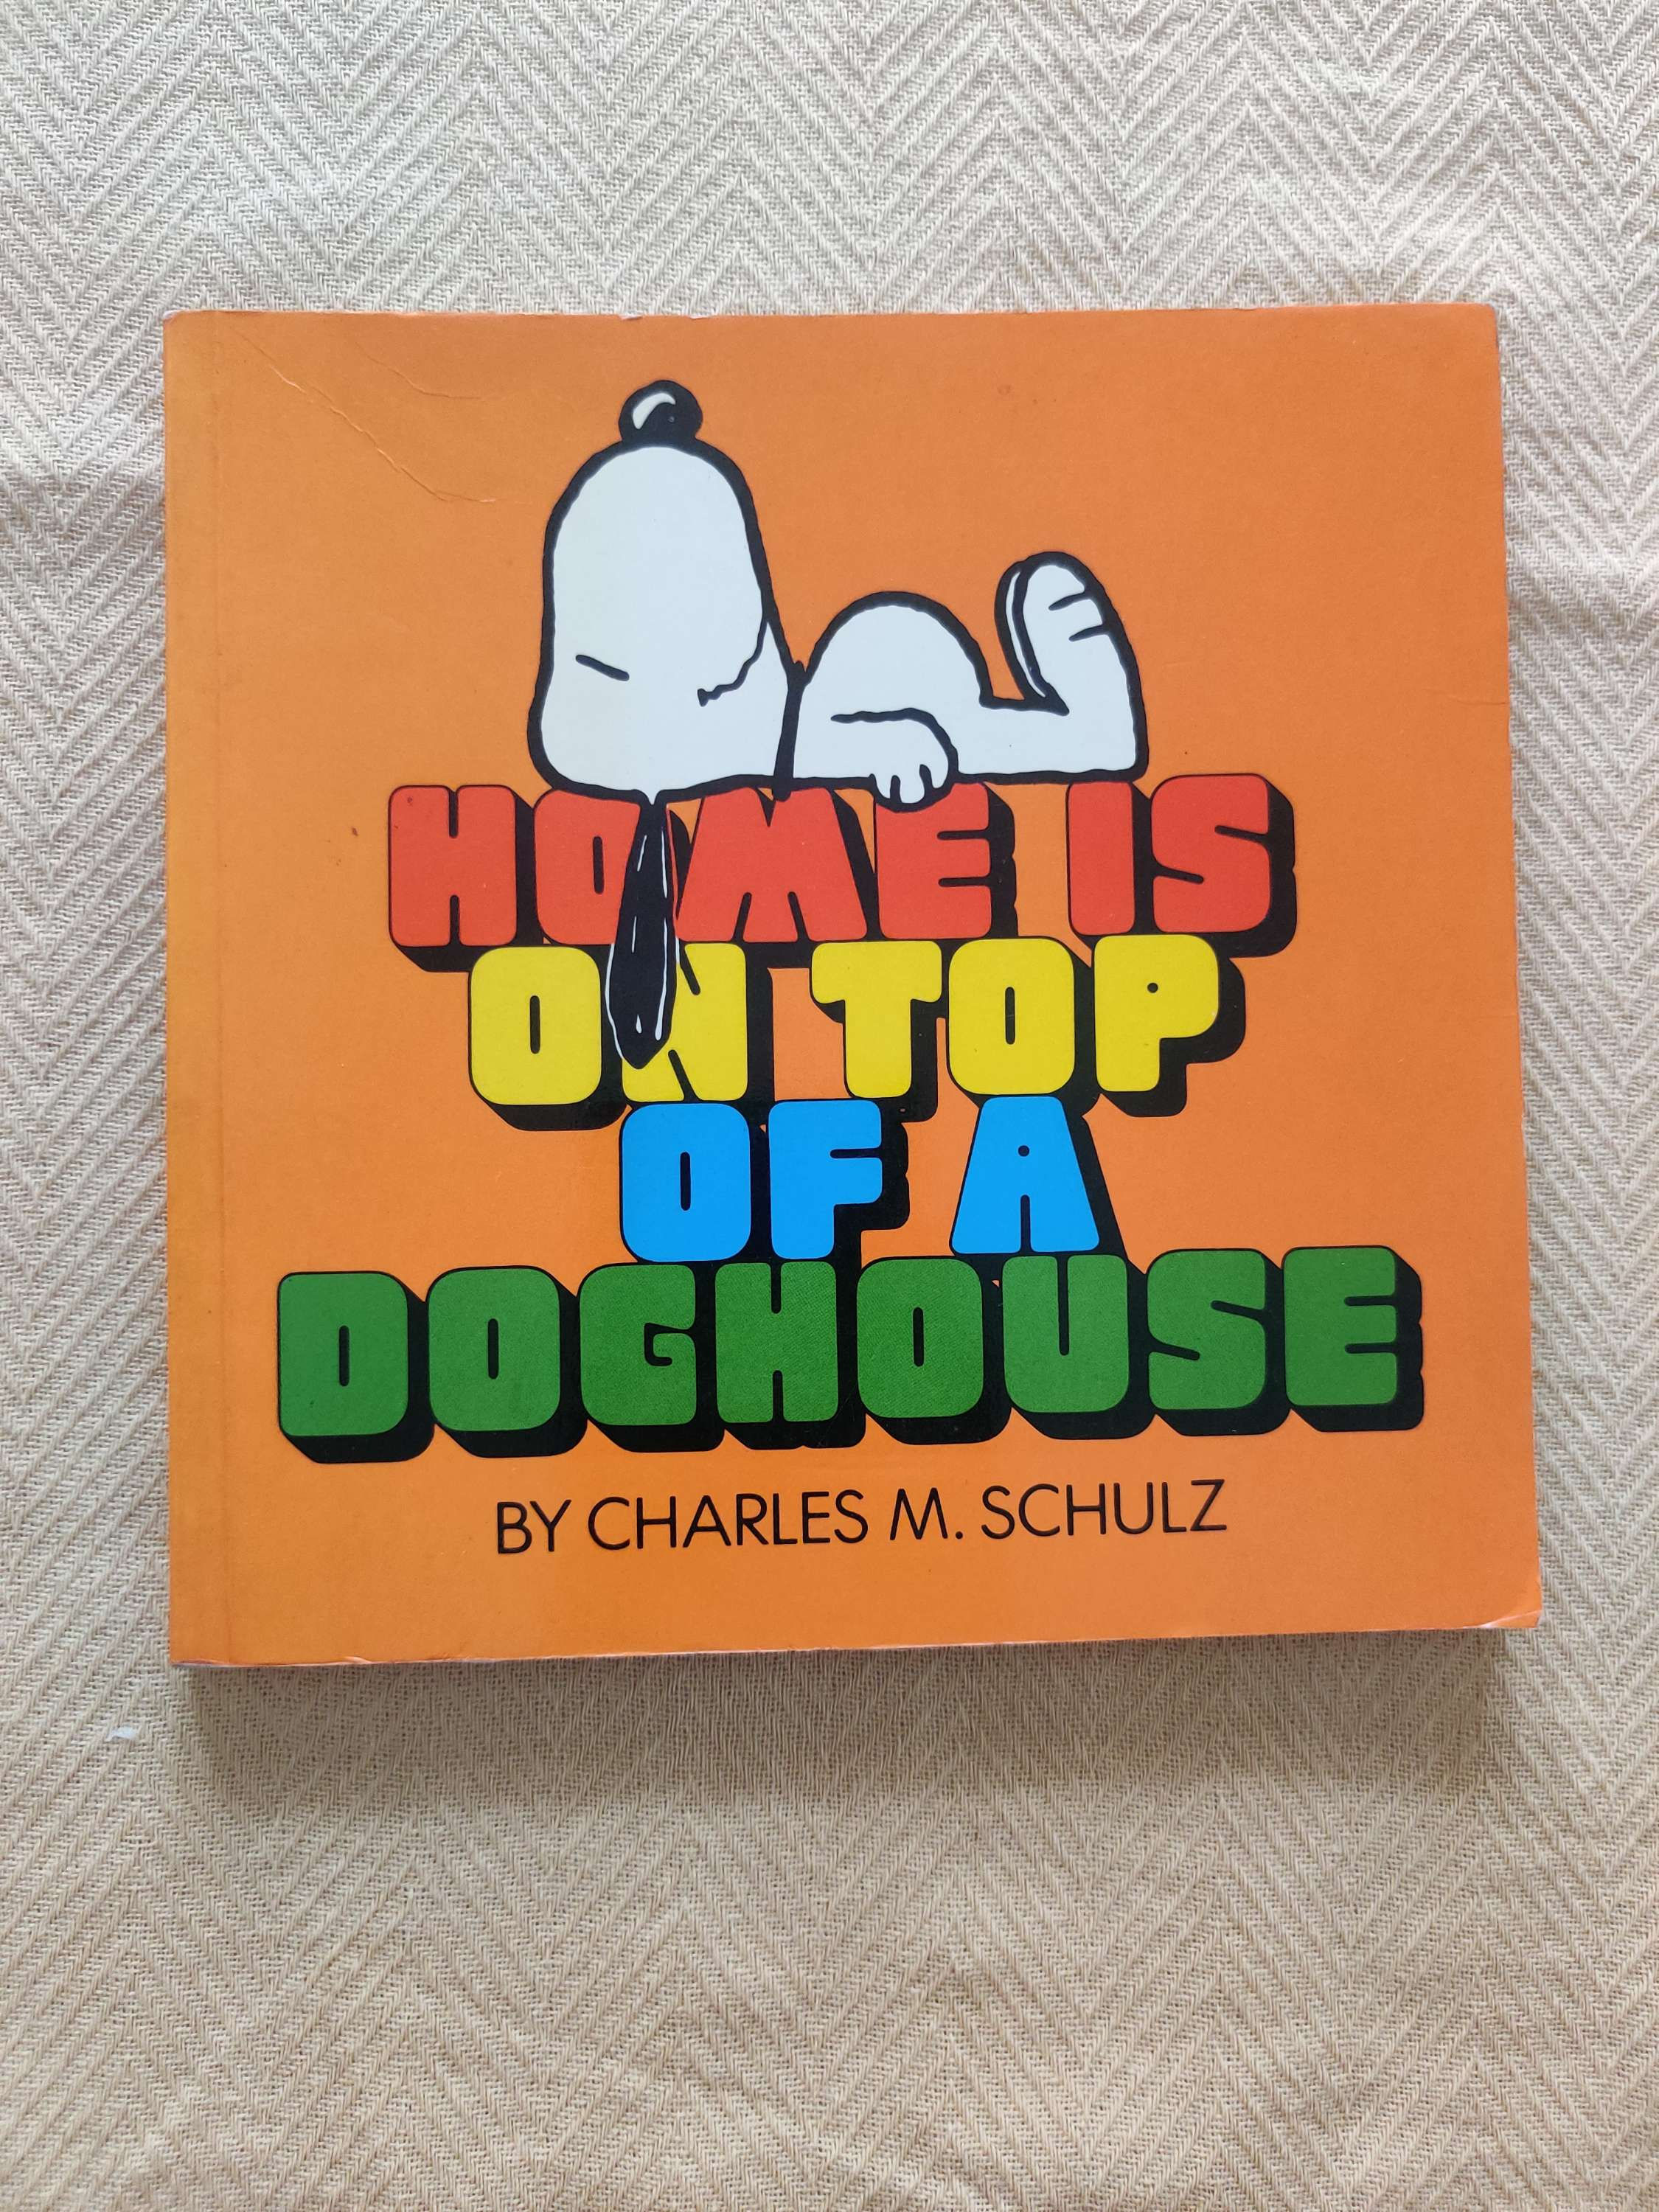 HOME IS
ON TOP
OF A
DOGHOUSE
BY CHARLES M. SCHULZ